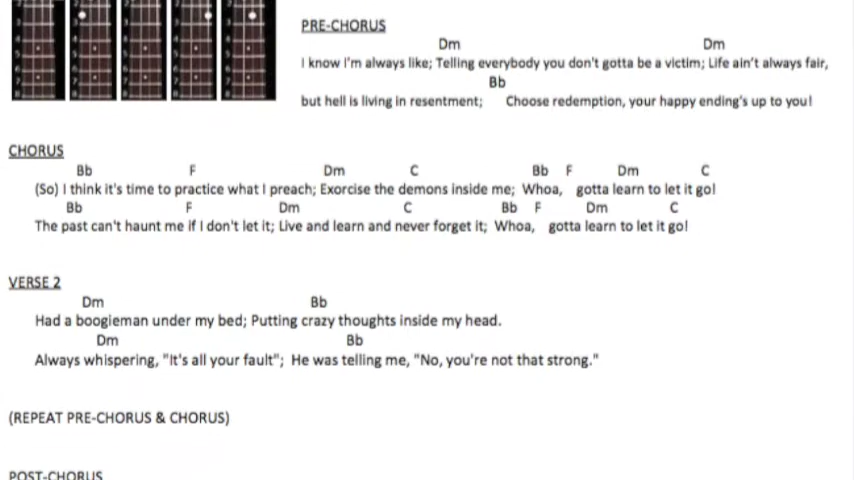 PRE-CHORUS
Dm Dm
I know I'm always like; Telling everybody you don't gotta be a victim; Life ain't always fair,
Bb
but hell is living in resentment; Choose redemption, your happy ending's up to you!
CHORUS
Bb F Dm C Bb F Dm C
(So) I think it's time to practice what I preach; Exorcise the demons inside me; Whoa, gotta learn to let it go!
Bb F Dm C Bb F Dm C
The past can't haunt me if I don't let it; Live and learn and never forget it; Whoa, gotta learn to let it go!
VERSE 2
Dm Bb
Had a boogieman under my bed; Putting crazy thoughts inside my head.
Dm Bb
Always whispering, "It's all your fault"; He was telling me, "No, you're not that strong."
(REPEAT PRE-CHORUS & CHORUS)
POST-CHORUS